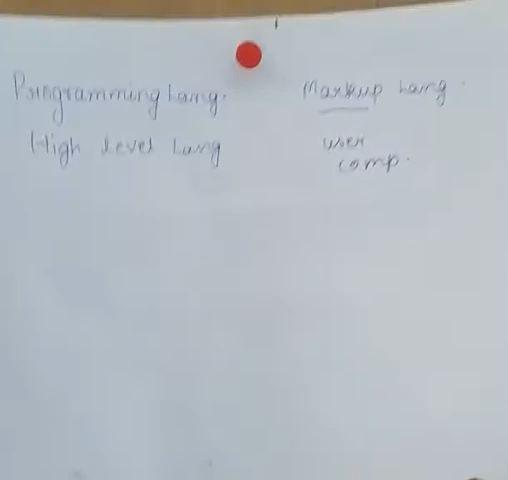 Programming Lang.
Markup Lang.
High level Lang
user
comp.